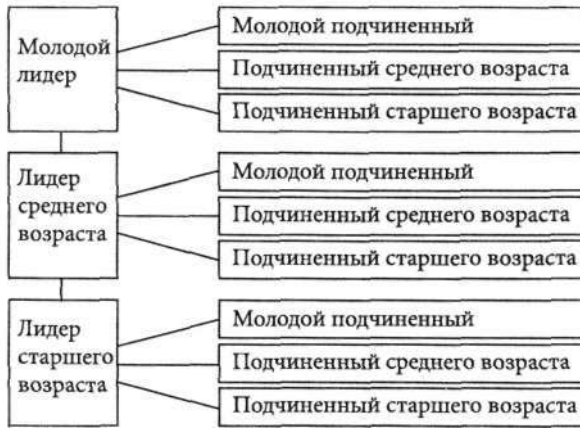 Молодой
лидер
Молодой подчиненный
Подчиненный среднего возраста
Подчиненный старшего возраста
Лидер
среднего
возраста
Молодой подчиненный
Подчиненный среднего возраста
Подчиненный старшего возраста
Лидер
старшего
возраста
Молодой подчиненный
Подчиненный среднего возраста
Подчиненный старшего возраста